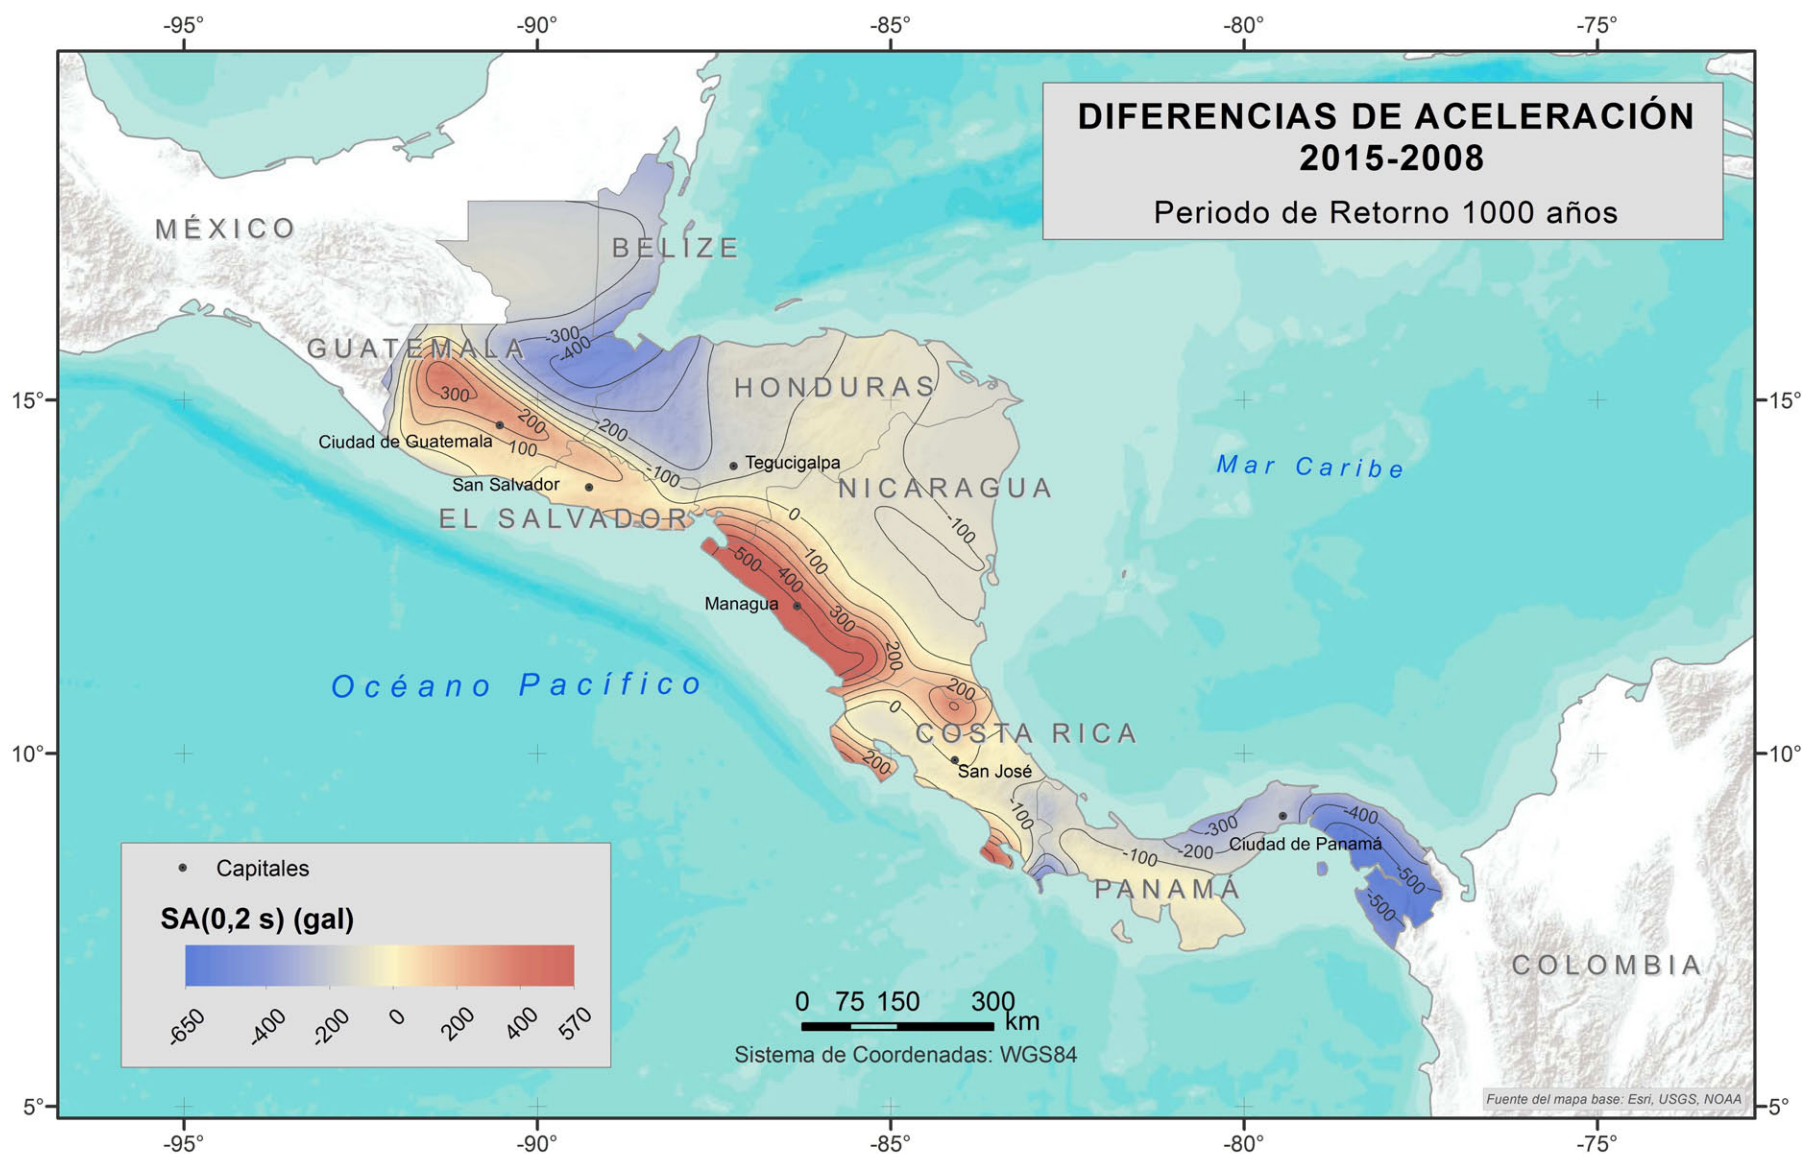 -95°
-90°
-85°
-80°
-75°
DIFERENCIAS DE ACELERACIÓN
2015-2008
Periodo de Retorno 1000 años
MÉXICO
BELIZE
-300
-400
GUATEMALA
HONDURAS
15°
15°
300
200
-200
Ciudad de Guatemala
100
-100
Tegucigalpa
Mar Caribe
San Salvador
NICARAGUA
EL SALVADOR
0
-100
500
400
100
Managua
300
200
Océano Pacífico
200
0
COSTA RICA
10°
10°
200
San José
-100
-300
-400
-100
-200
Ciudad de Panamá
-500
PANAMÁ
-500
COLOMBIA
Capitales
SA(0,2 s) (gal)
-650
-400
-200
0
200
400
570
0 75 150 300
km
Sistema de Coordenadas: WGS84
Fuente del mapa base: Esri, USGS, NOAA
5°
5°
-95°
-90°
-85°
-80°
-75°